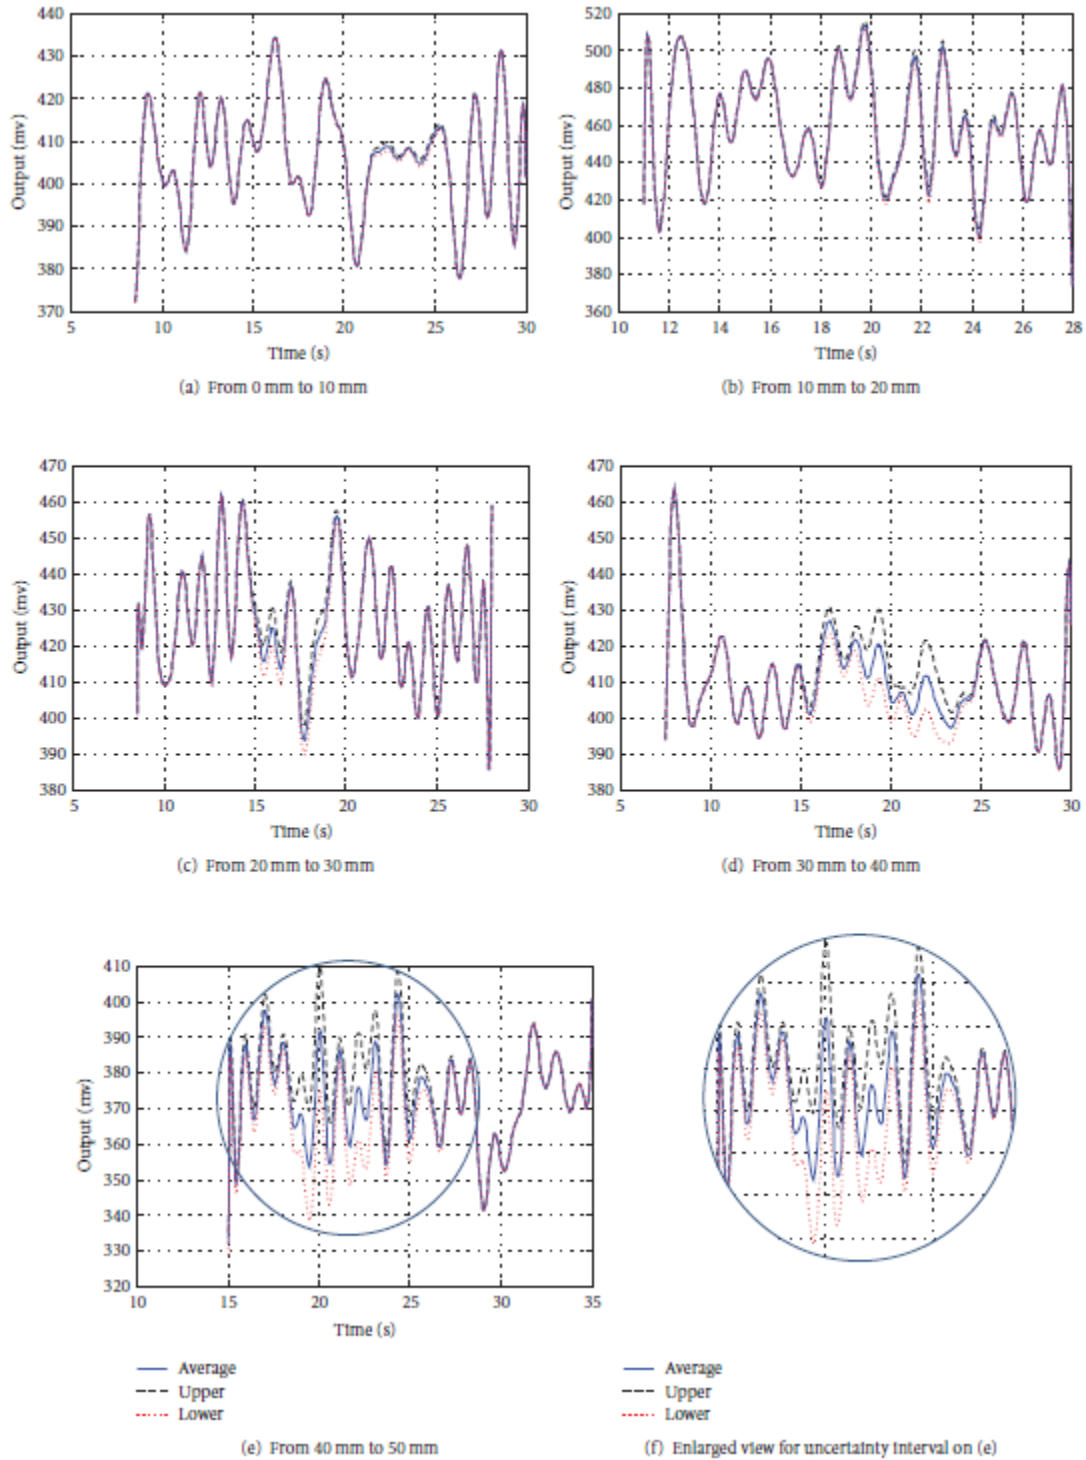 440
430
420
410
400
390
380
370
Output (mv)
5 10 15 20 25 30
Time (s)
(a) From 0 mm to 10 mm
520
500
480
460
440
420
400
380
360
Output (mv)
10 12 14 16 18 20 22 24 26 28
Time (s)
(b) From 10 mm to 20 mm
470
460
450
440
430
420
410
400
390
380
Output (mv)
5 10 15 20 25 30
Time (s)
(c) From 20 mm to 30 mm
470
460
450
440
430
420
410
400
390
380
Output (mv)
5 10 15 20 25 30
Time (s)
(d) From 30 mm to 40 mm
410
400
390
380
370
360
350
340
330
320
Output (mv)
10 15 20 25 30 35
Time (s)
Average
Upper
Lower
(e) From 40 mm to 50 mm
Average
Upper
Lower
(f) Enlarged view for uncertainty interval on (e)